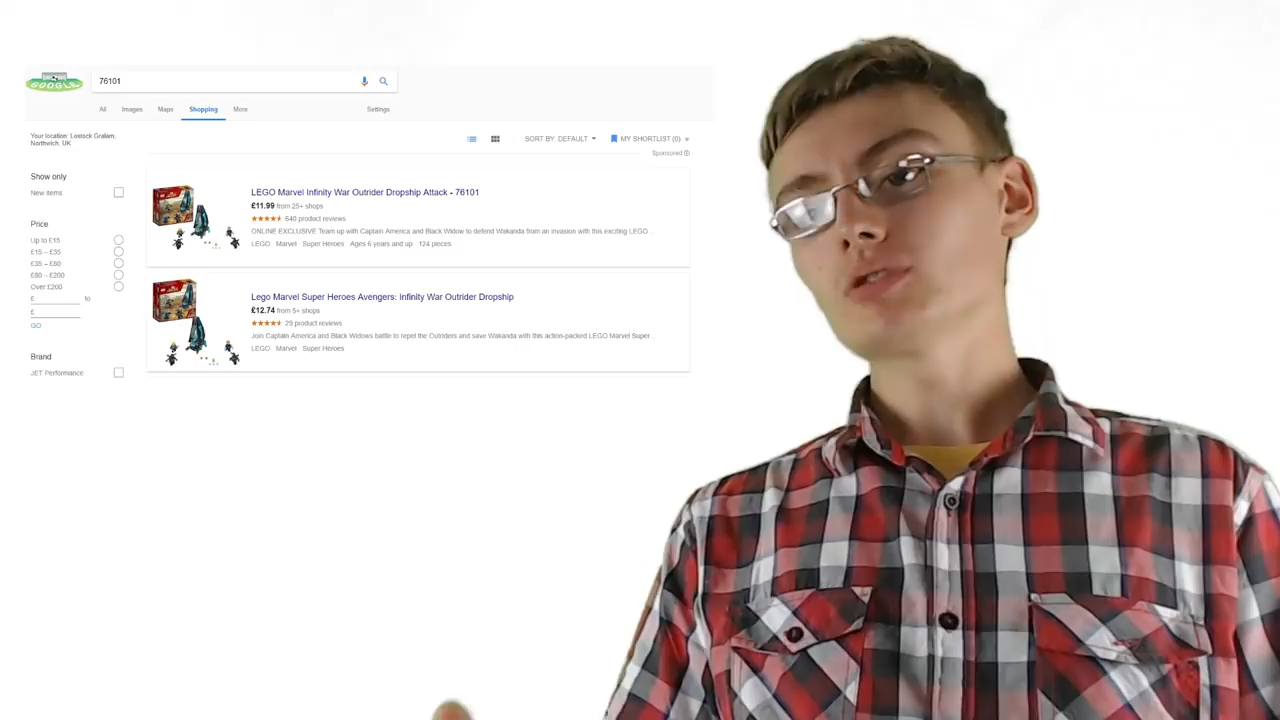 GOOGLE
76101
All Images Maps Shopping More Settings
Your location: Lostock Gralam,
Northwich, UK
SORT BY: DEFAULT MY SHORTLIST (0)
Sponsored
Show only
New items
Price
Up to £15
£15 – £35
£35 – £80
£80 – £200
Over £200
£ to
£
GO
Brand
JET Performance
LEGO Marvel Infinity War Outrider Dropship Attack - 76101
£11.99 from 25+ shops
640 product reviews
ONLINE EXCLUSIVE Team up with Captain America and Black Widow to defend Wakanda from an invasion with this exciting LEGO ...
LEGO Marvel Super Heroes Ages 6 years and up 124 pieces
Lego Marvel Super Heroes Avengers: Infinity War Outrider Dropship
£12.74 from 5+ shops
29 product reviews
Join Captain America and Black Widows battle to repel the Outriders and save Wakanda with this action-packed LEGO Marvel Super ...
LEGO Marvel Super Heroes